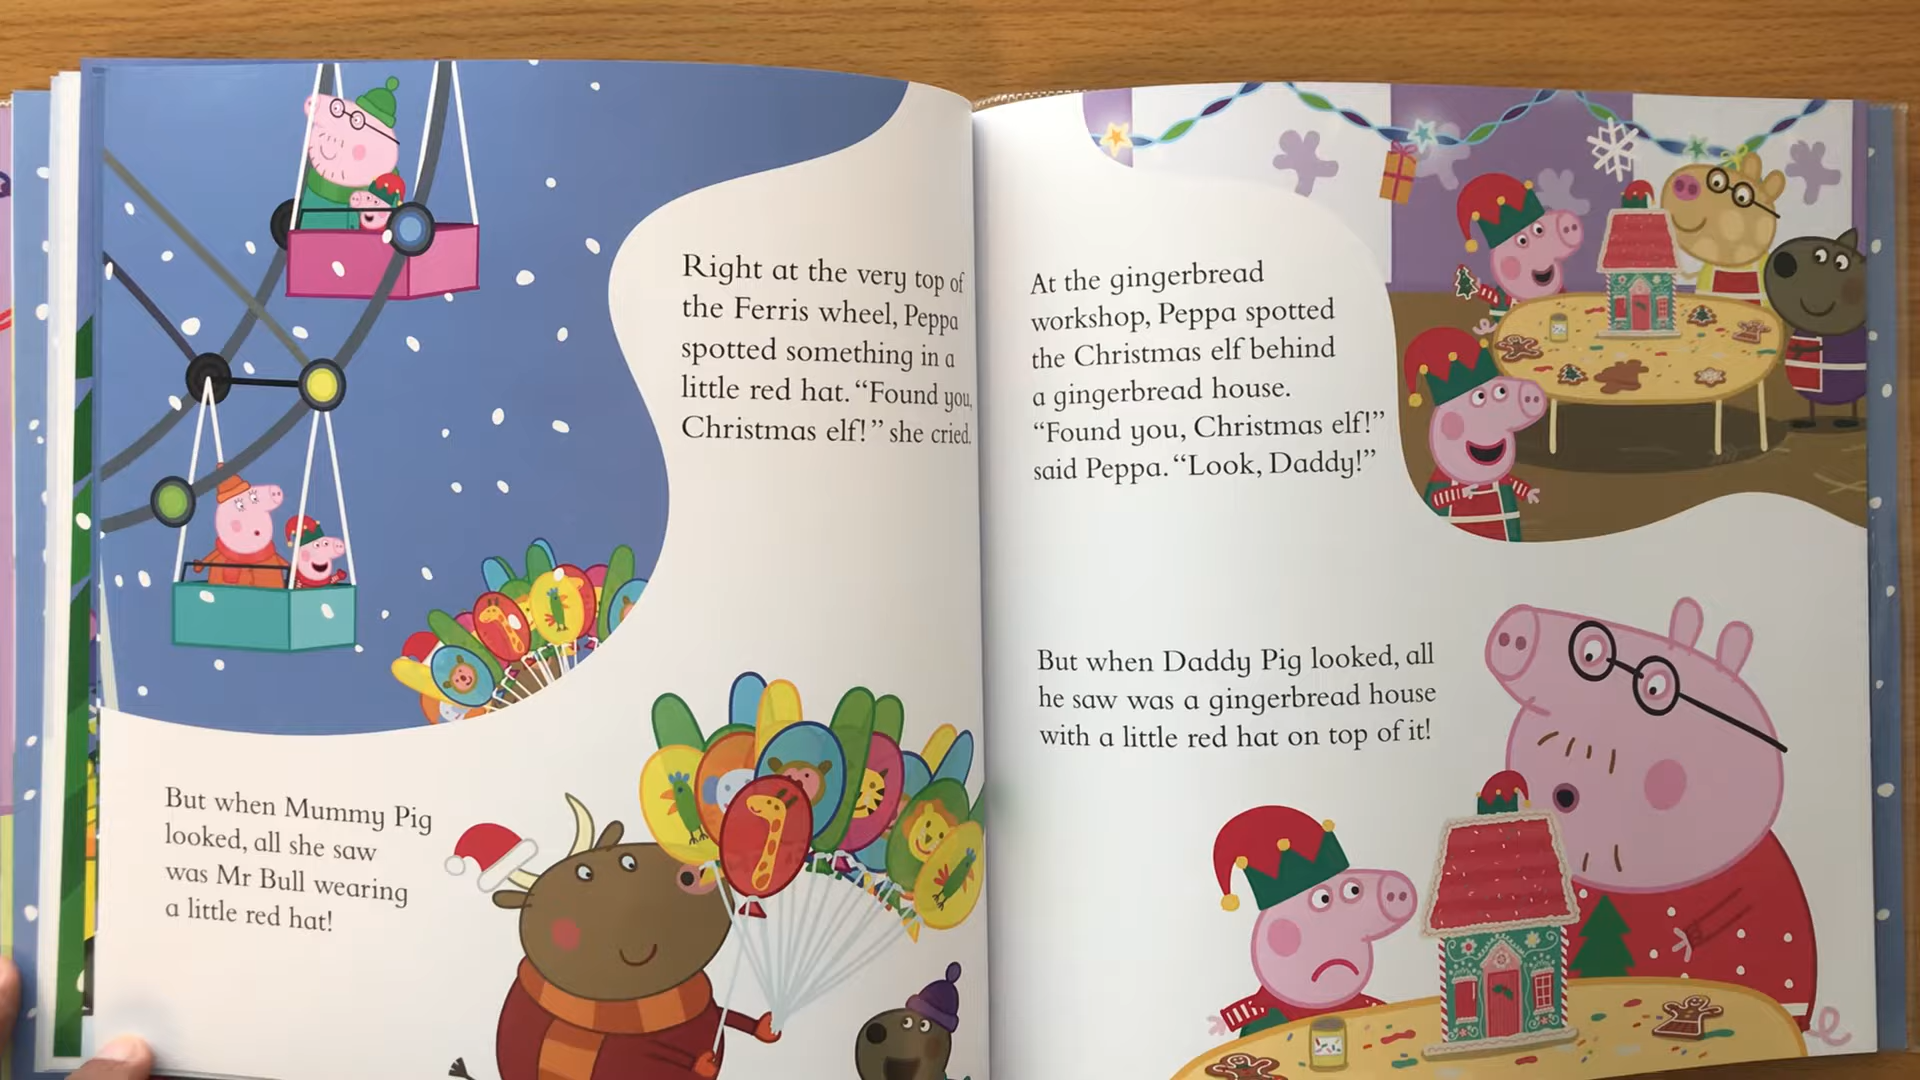 Right at the very top of
the Ferris wheel, Peppa
spotted something in a
little red hat. “Found you,
Christmas elf!” she cried.
But when Mummy Pig
looked, all she saw
was Mr Bull wearing
a little red hat!
At the gingerbread
workshop, Peppa spotted
the Christmas elf behind
a gingerbread house.
“Found you, Christmas elf!”
said Peppa. “Look, Daddy!”
But when Daddy Pig looked, all
he saw was a gingerbread house
with a little red hat on top of it!